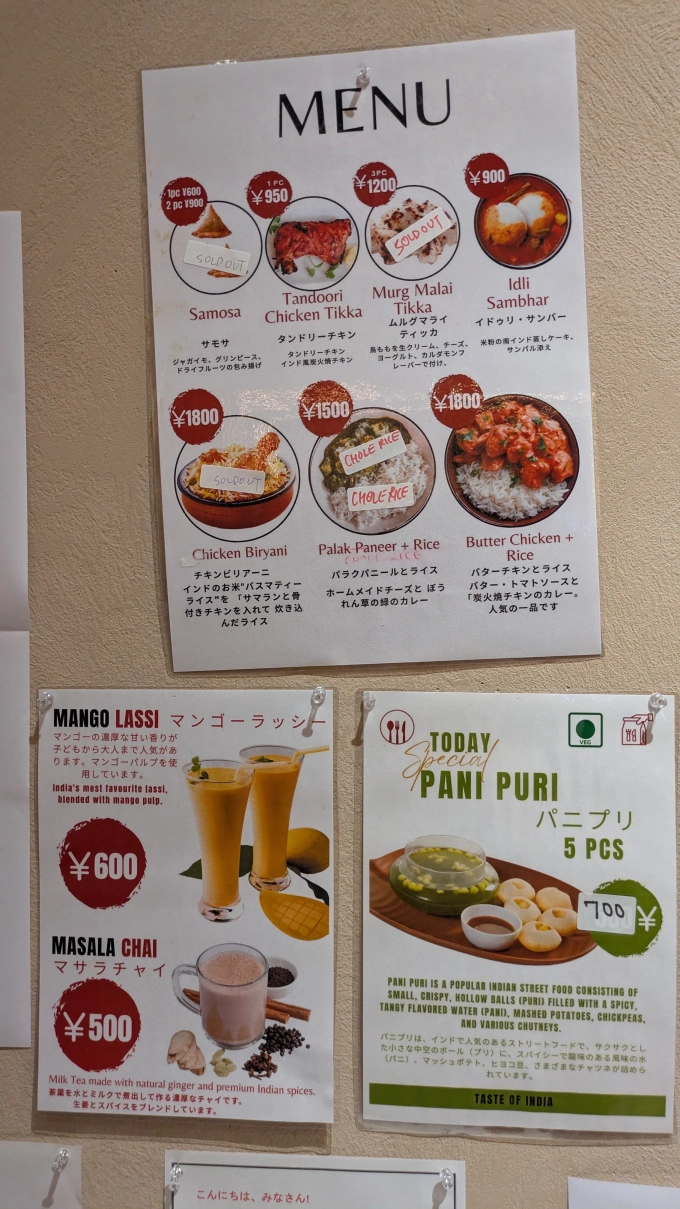 MENU
1pc ¥600
2 pc ¥900
SOLD OUT
Samosa
サモサ
ジャガイモ、グリンピース、
ドライフルーツの包み揚げ
1 PC
¥950
Tandoori
Chicken Tikka
タンドリーチキン
タンドリーチキン
インド風炭火焼チキン
3PC
¥1200
SOLD OUT
Murg Malai
Tikka
ムルグマライ
ティッカ
鳥ももを生クリーム、チーズ、
ヨーグルト、カルダモンフ
レーバーで付け、
¥900
Idli
Sambhar
イドゥリ・サンバー
米粉の南インド蒸しケーキ、
サンバル添え
¥1800
SOLD OUT
Chicken Biryani
チキンビリアーニ
インドのお米"バスマティー
ライス"を 「サマランと骨
付きチキンを入れて 炊き込
んだライス
¥1500
CHOLE RICE
CHOLE RICE
Palak Paneer + Rice
CHOLE RICE
パラクパニールとライス
ホームメイドチーズと ほう
れん草の緑のカレー
¥1800
Butter Chicken +
Rice
バターチキンとライス
バター・トマトソースと
「炭火焼チキンのカレー。
人気の一品です
MANGO LASSI マンゴーラッシー
マンゴーの濃厚な甘い香りが
子どもから大人まで人気があ
ります。マンゴーパルプを使
用しています。
India's most favourite lassi,
blended with mango pulp.
¥600
MASALA CHAI
マサラチャイ
¥500
Milk Tea made with natural ginger and premium Indian spices.
茶葉を水とミルクで煮出して作る濃厚なチャイです。
生姜とスパイスをブレンドしています。
VEG
TODAY
Special
PANI PURI
パニプリ
5 PCS
700 ¥
PANI PURI IS A POPULAR INDIAN STREET FOOD CONSISTING OF
SMALL, CRISPY, HOLLOW BALLS (PURI) FILLED WITH A SPICY,
TANGY FLAVORED WATER (PANI), MASHED POTATOES, CHICKPEAS,
AND VARIOUS CHUTNEYS.
パニプリは、インドで人気のあるストリートフードで、サクサクとし
た小さな中空のボール（プリ）に、スパイシーで酸味のある風味の水
（パニ）、マッシュポテト、ヒヨコ豆、さまざまなチャツネが詰めら
れています。
TASTE OF INDIA
こんにちは、みなさん!